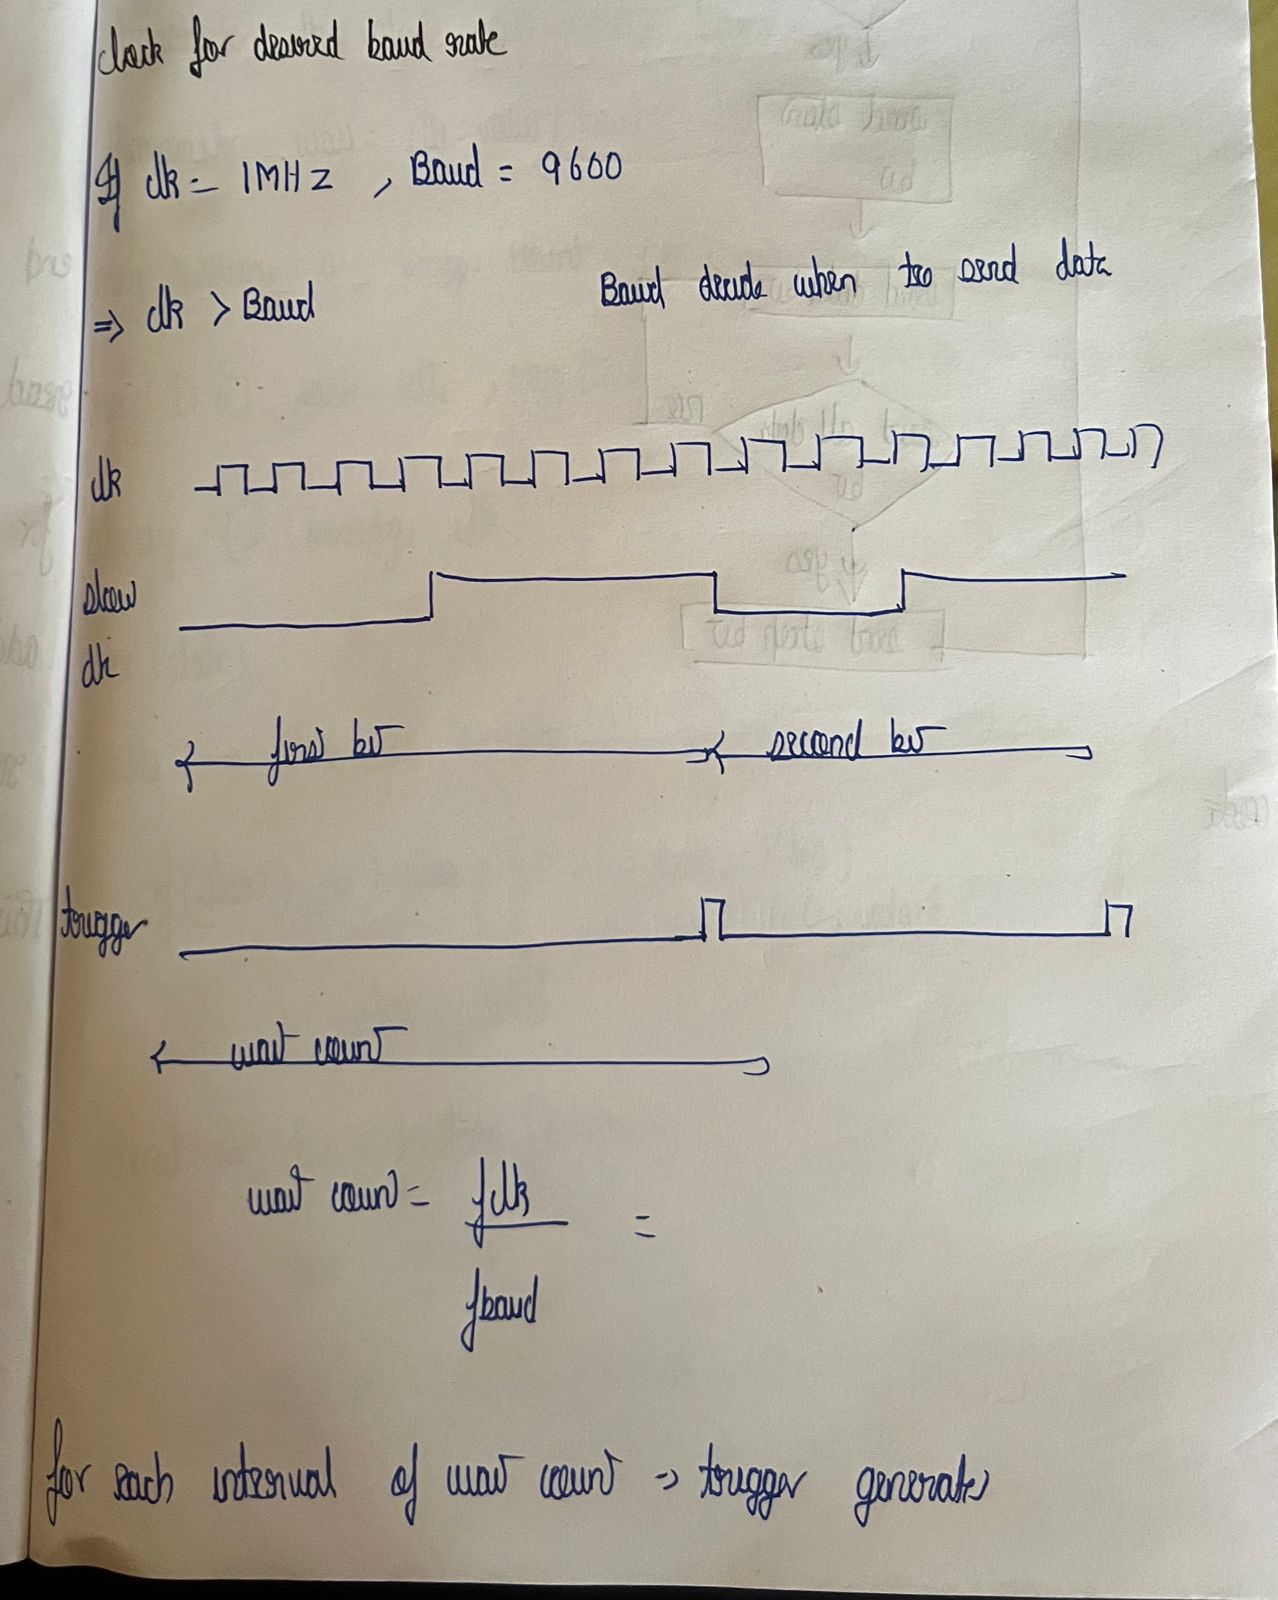 clock for desired baud rate
If clk = 1MHz , Baud = 9600
⇒ clk > Baud
Baud decide when to send data
clk
slow
clk
first bit
second bit
trigger
wait count
wait count = fclk / fbaud =
for each interval of wait count → trigger generates